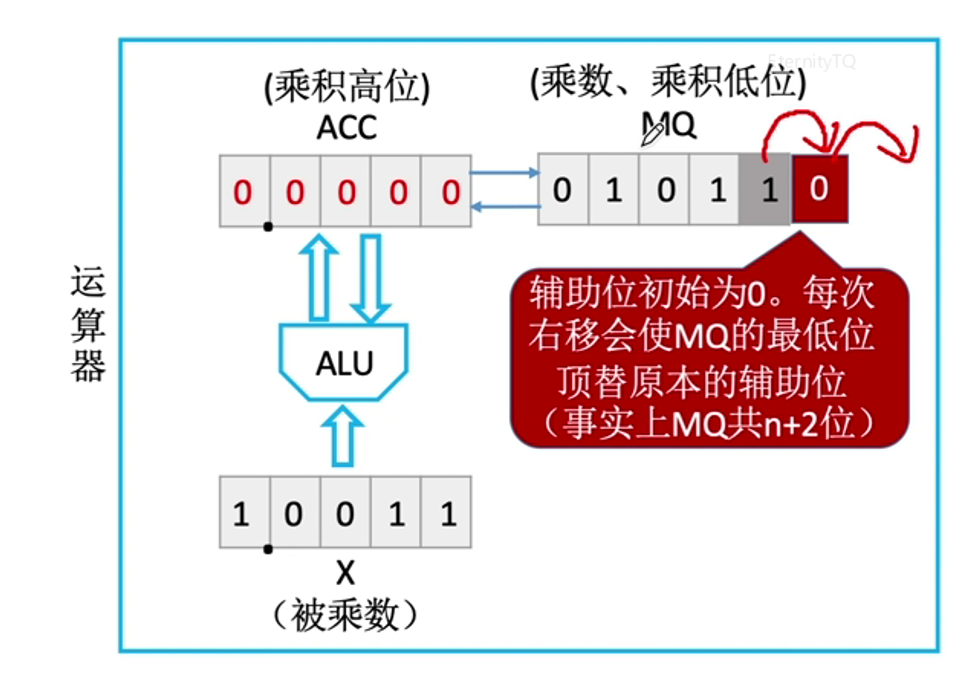 EternityTQ
(乘积高位)
ACC
(乘数、乘积低位)
MQ
0 0 0 0 0
0 1 0 1 1 0
运算器
辅助位初始为0。每次
右移会使MQ的最低位
顶替原本的辅助位
（事实上MQ共n+2位）
ALU
1 0 0 1 1
X
（被乘数）